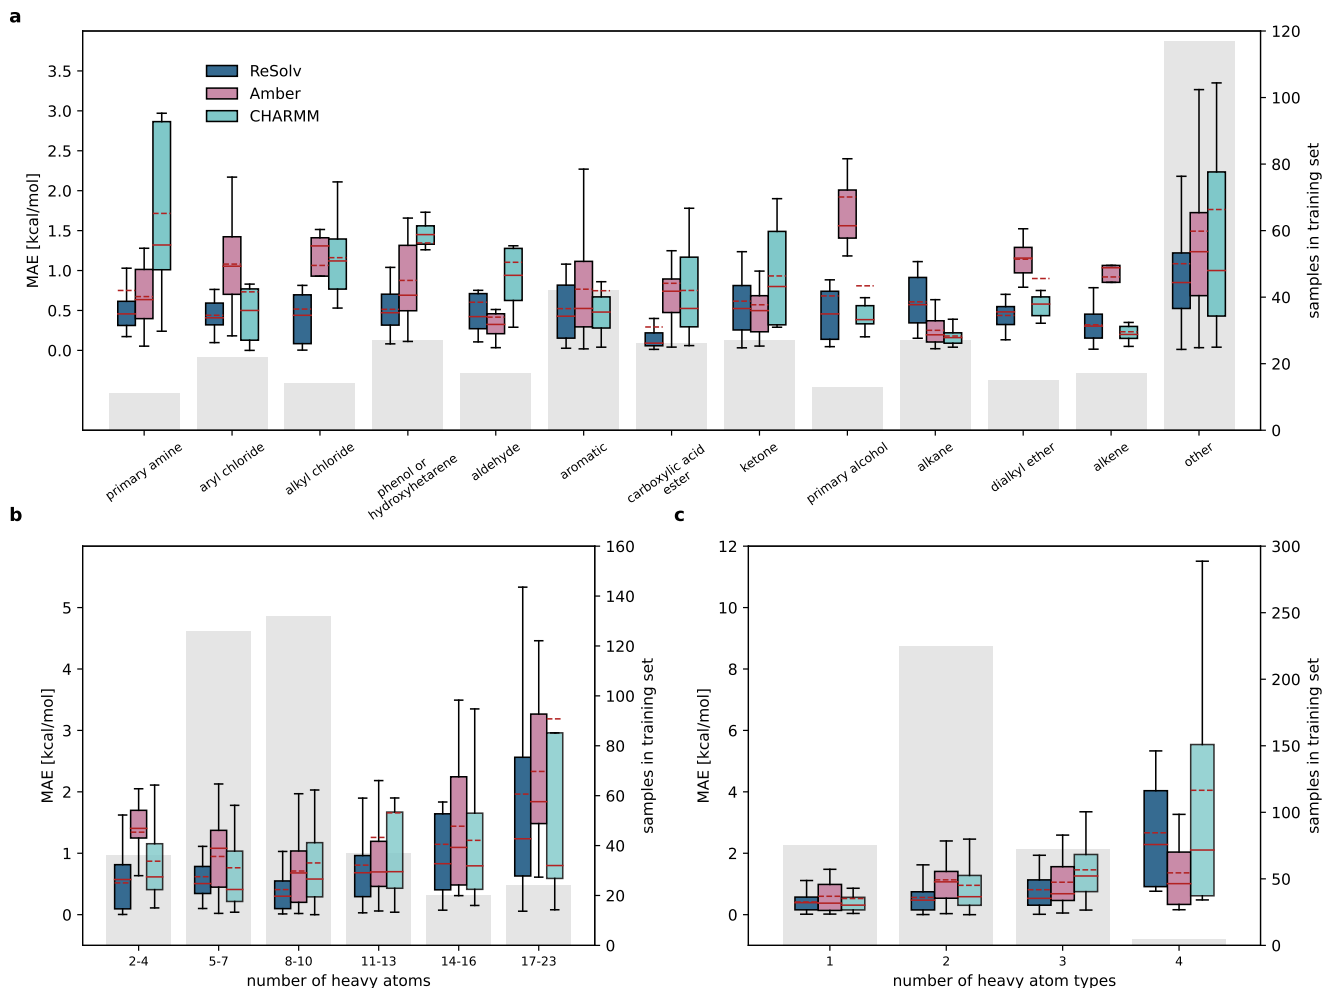 a
3.5
3.0
2.5
2.0
1.5
1.0
0.5
0.0
MAE [kcal/mol]
ReSolv
Amber
CHARMM
120
100
80
60
40
20
0
samples in training set
primary amine
aryl chloride
alkyl chloride
phenol or
hydroxyhetarene
aldehyde
aromatic
carboxylic acid
ester
ketone
primary alcohol
alkane
dialkyl ether
alkene
other
b
5
4
3
2
1
0
MAE [kcal/mol]
160
140
120
100
80
60
40
20
0
samples in training set
2-4
5-7
8-10
11-13
14-16
17-23
number of heavy atoms
c
12
10
8
6
4
2
0
MAE [kcal/mol]
300
250
200
150
100
50
0
samples in training set
1
2
3
4
number of heavy atom types